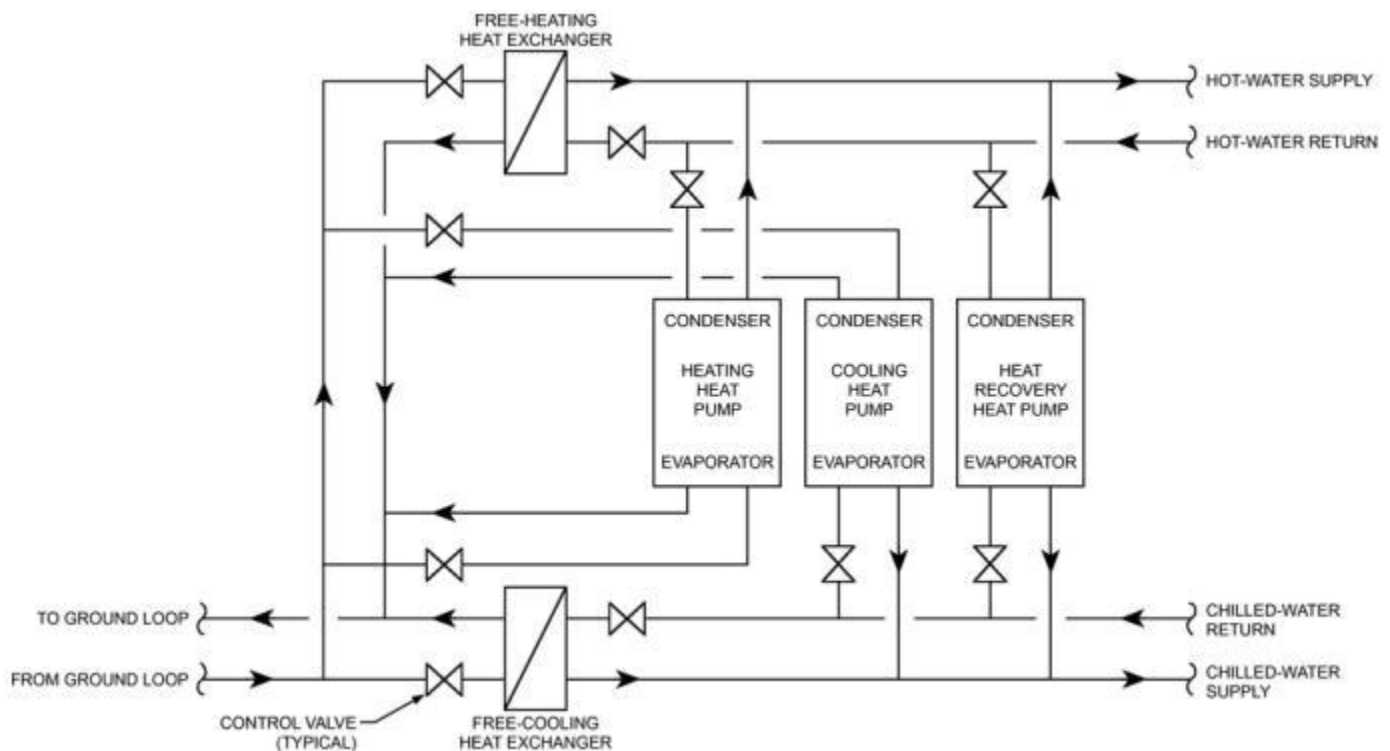 FREE-HEATING
HEAT EXCHANGER
HOT-WATER SUPPLY
HOT-WATER RETURN
CONDENSER
HEATING
HEAT
PUMP
EVAPORATOR
CONDENSER
COOLING
HEAT
PUMP
EVAPORATOR
CONDENSER
HEAT
RECOVERY
HEAT PUMP
EVAPORATOR
TO GROUND LOOP
FROM GROUND LOOP
CHILLED-WATER
RETURN
CHILLED-WATER
SUPPLY
CONTROL VALVE
(TYPICAL)
FREE-COOLING
HEAT EXCHANGER